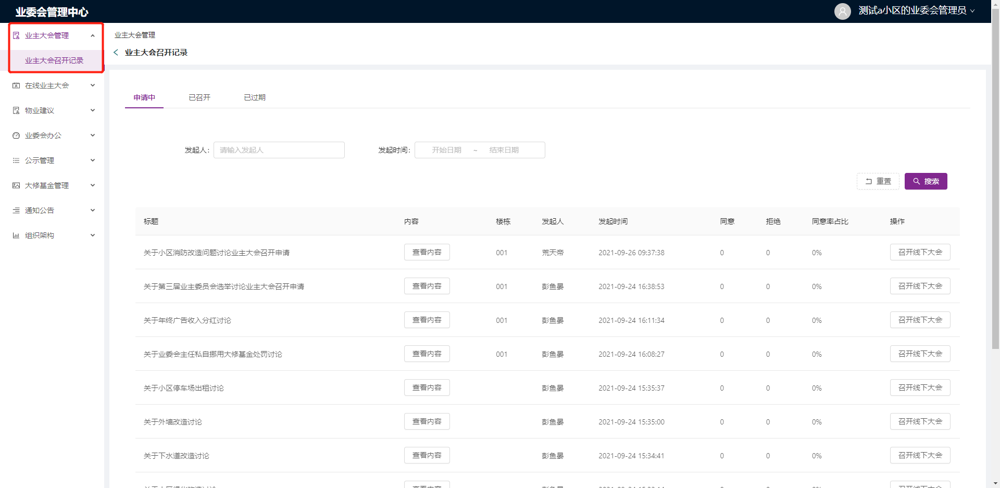 业委会管理中心
测试a小区的业委会管理员
业主大会管理
业主大会召开记录
在线业主大会
物业建议
业委会办公
公示管理
大修基金管理
通知公告
组织架构
业主大会管理
业主大会召开记录
申请中 已召开 已过期
发起人: 请输入发起人 发起时间: 开始日期 ~ 结束日期
重置 搜索
标题 内容 楼栋 发起人 发起时间 同意 拒绝 同意率占比 操作
关于小区消防改造问题讨论业主大会召开申请 查看内容 001 荒天帝 2021-09-26 09:37:38 0 0 0% 召开线下大会
关于第三届业主委员会选举讨论业主大会召开申请 查看内容 001 彭鱼晏 2021-09-24 16:38:53 0 0 0% 召开线下大会
关于年终广告收入分红讨论 查看内容 001 彭鱼晏 2021-09-24 16:11:34 0 0 0% 召开线下大会
关于业委会主任私自挪用大修基金处罚讨论 查看内容 001 彭鱼晏 2021-09-24 16:08:27 0 0 0% 召开线下大会
关于小区停车场出租讨论 查看内容 彭鱼晏 2021-09-24 15:35:37 0 0 0% 召开线下大会
关于外墙改造讨论 查看内容 彭鱼晏 2021-09-24 15:35:00 0 0 0% 召开线下大会
关于下水道改造讨论 查看内容 彭鱼晏 2021-09-24 15:34:41 0 0 0% 召开线下大会